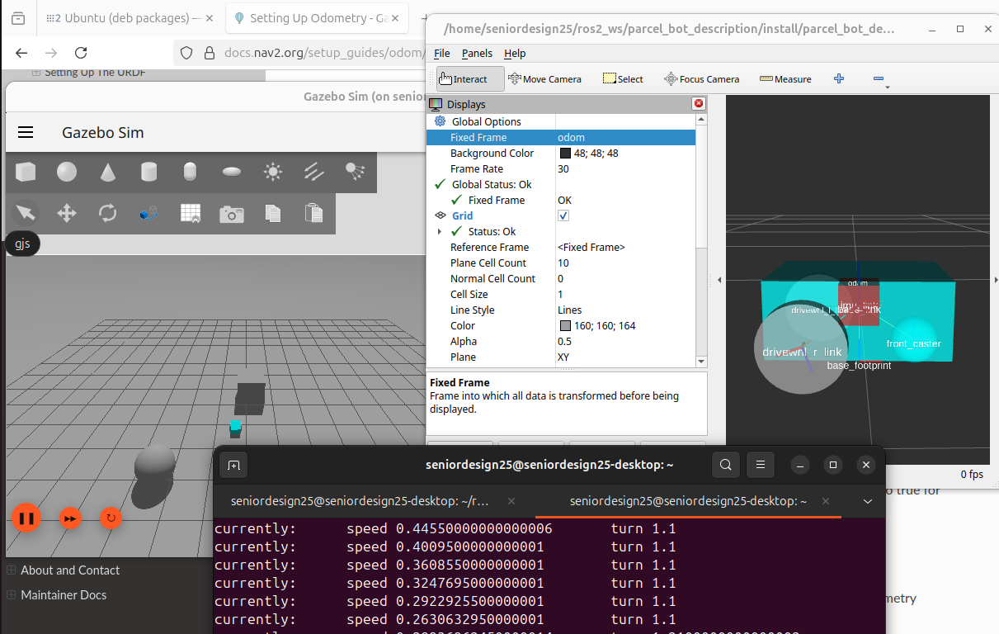 Ubuntu (deb packages) —
Setting Up Odometry - Ga
docs.nav2.org/setup_guides/odom/
Setting Up The URDF
Gazebo Sim (on senior
Gazebo Sim
gjs
About and Contact
Maintainer Docs
/home/seniordesign25/ros2_ws/parcel_bot_description/install/parcel_bot_de...
File Panels Help
Interact Move Camera Select Focus Camera Measure
Displays
Global Options
Fixed Frame odom
Background Color 48; 48; 48
Frame Rate 30
Global Status: Ok
Fixed Frame OK
Grid
Status: Ok
Reference Frame <Fixed Frame>
Plane Cell Count 10
Normal Cell Count 0
Cell Size 1
Line Style Lines
Color 160; 160; 164
Alpha 0.5
Plane XY
Fixed Frame
Frame into which all data is transformed before being
displayed.
odom
front_caster
drivewhl_r_link
base_footprint
0 fps
o true for
metry
seniordesign25@seniordesign25-desktop: ~
seniordesign25@seniordesign25-desktop: ~/r...
seniordesign25@seniordesign25-desktop: ~
currently: speed 0.44550000000000006 turn 1.1
currently: speed 0.4009500000000001 turn 1.1
currently: speed 0.3608550000000001 turn 1.1
currently: speed 0.3247695000000001 turn 1.1
currently: speed 0.2922925500000001 turn 1.1
currently: speed 0.2630632950000001 turn 1.1